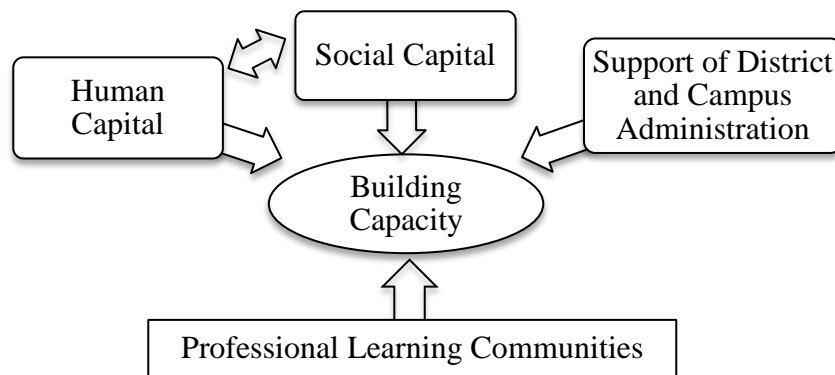 Social Capital
Human
Capital
Support of District
and Campus
Administration
Building
Capacity
Professional Learning Communities